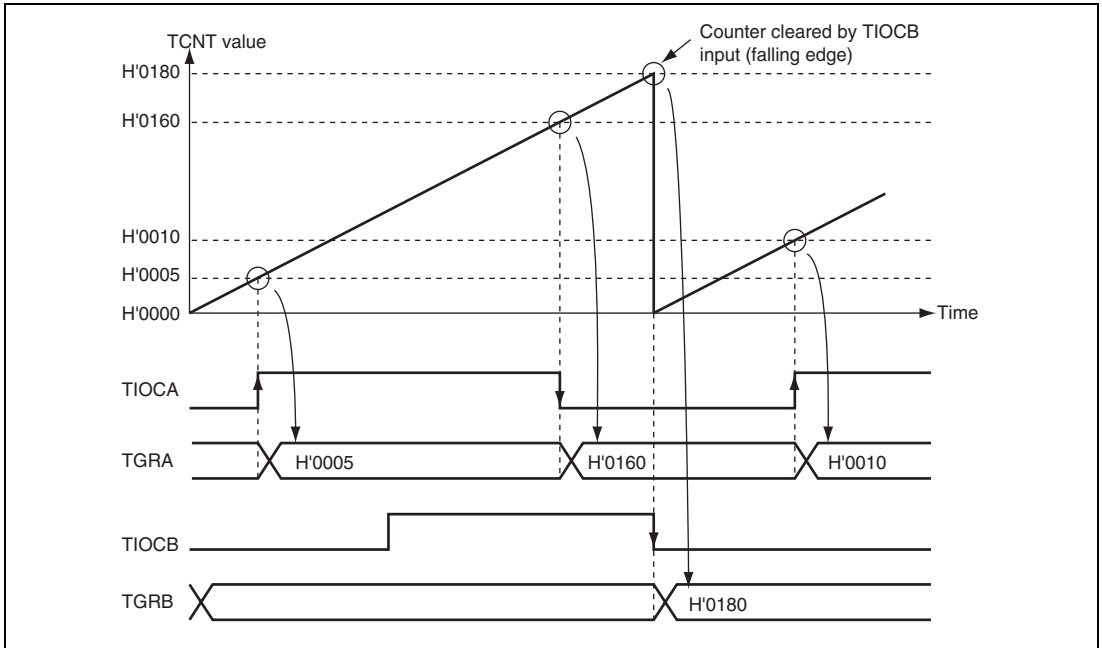 Counter cleared by TIOCB
input (falling edge)
TCNT value
H'0180
H'0160
H'0010
H'0005
H'0000
Time
TIOCA
TGRA
H'0005
H'0160
H'0010
TIOCB
TGRB
H'0180